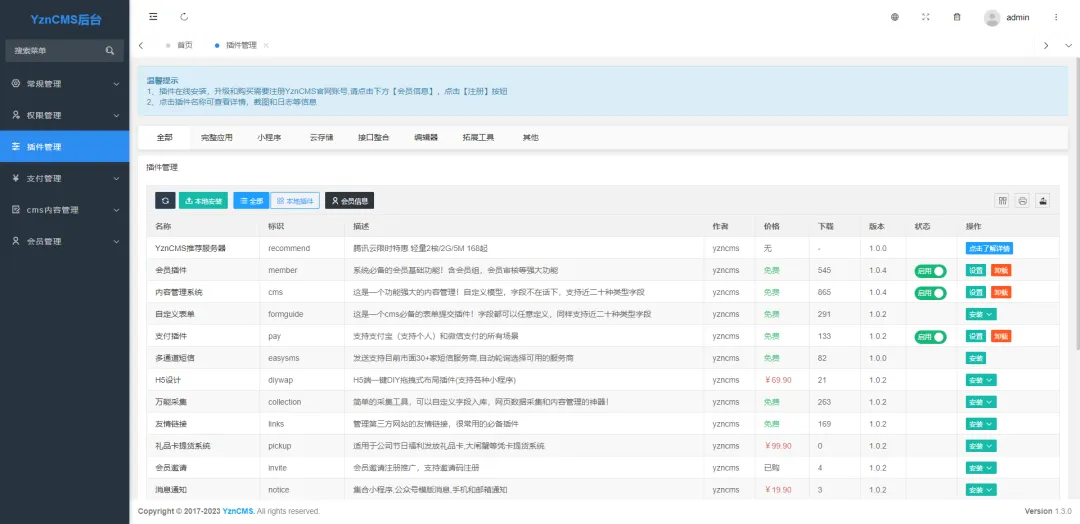 YznCMS后台
admin
搜索菜单
首页
插件管理
常规管理
权限管理
插件管理
支付管理
cms内容管理
会员管理
温馨提示
1、插件在线安装、升级和购买需要注册YznCMS官网账号,请点击下方【会员信息】，点击【注册】按钮
2、点击插件名称可查看详情，截图和日志等信息
全部 完整应用 小程序 云存储 接口整合 编辑器 拓展工具 其他
插件管理
本地安装 全部 本地插件 会员信息
名称 标识 描述 作者 价格 下载 版本 状态 操作
YznCMS推荐服务器 recommend 腾讯云限时特惠 轻量2核/2G/5M 168起 yzncms 无 - 1.0.0 点击了解详情
会员插件 member 系统必备的会员基础功能！含会员组，会员审核等强大功能 yzncms 免费 545 1.0.4 启用 设置 卸载
内容管理系统 cms 这是一个功能强大的内容管理！自定义模型，字段不在话下，支持近二十种类型字段 yzncms 免费 865 1.0.4 启用 设置 卸载
自定义表单 formguide 这是一个cms必备的表单提交插件！字段都可以任意定义，同样支持近二十种类型字段 yzncms 免费 291 1.0.2 安装
支付插件 pay 支持支付宝（支持个人）和微信支付的所有场景 yzncms 免费 133 1.0.2 启用 设置 卸载
多通道短信 easysms 发送支持目前市面30+家短信服务商,自动轮询选择可用的服务商 yzncms 免费 82 1.0.0 安装
H5设计 diywap H5端一键DIY拖拽式布局插件(支持各种小程序) yzncms ￥69.90 21 1.0.2 安装
万能采集 collection 简单的采集工具，可以自定义字段入库，网页数据采集和内容管理的神器！ yzncms 免费 263 1.0.2 安装
友情链接 links 管理第三方网站的友情链接，很常用的必备插件 yzncms 免费 169 1.0.2 安装
礼品卡提货系统 pickup 适用于公司节日福利发放礼品卡,大闸蟹等凭卡提货系统 yzncms ￥99.90 0 1.0.2 安装
会员邀请 invite 会员邀请注册推广，支持邀请码注册 yzncms 已购 4 1.0.2 安装
消息通知 notice 集合小程序,公众号模版消息,手机和邮箱通知 yzncms ￥19.90 3 1.0.2 安装
Copyright © 2017-2023 YznCMS. All rights reserved. Version 1.3.0